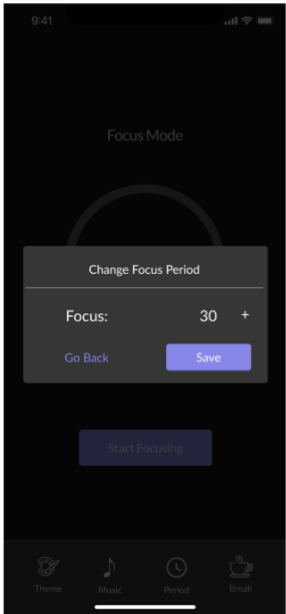 9:41
Focus Mode
Change Focus Period
Focus: 30 +
Go Back Save
Start Focusing
Theme Music Period Break